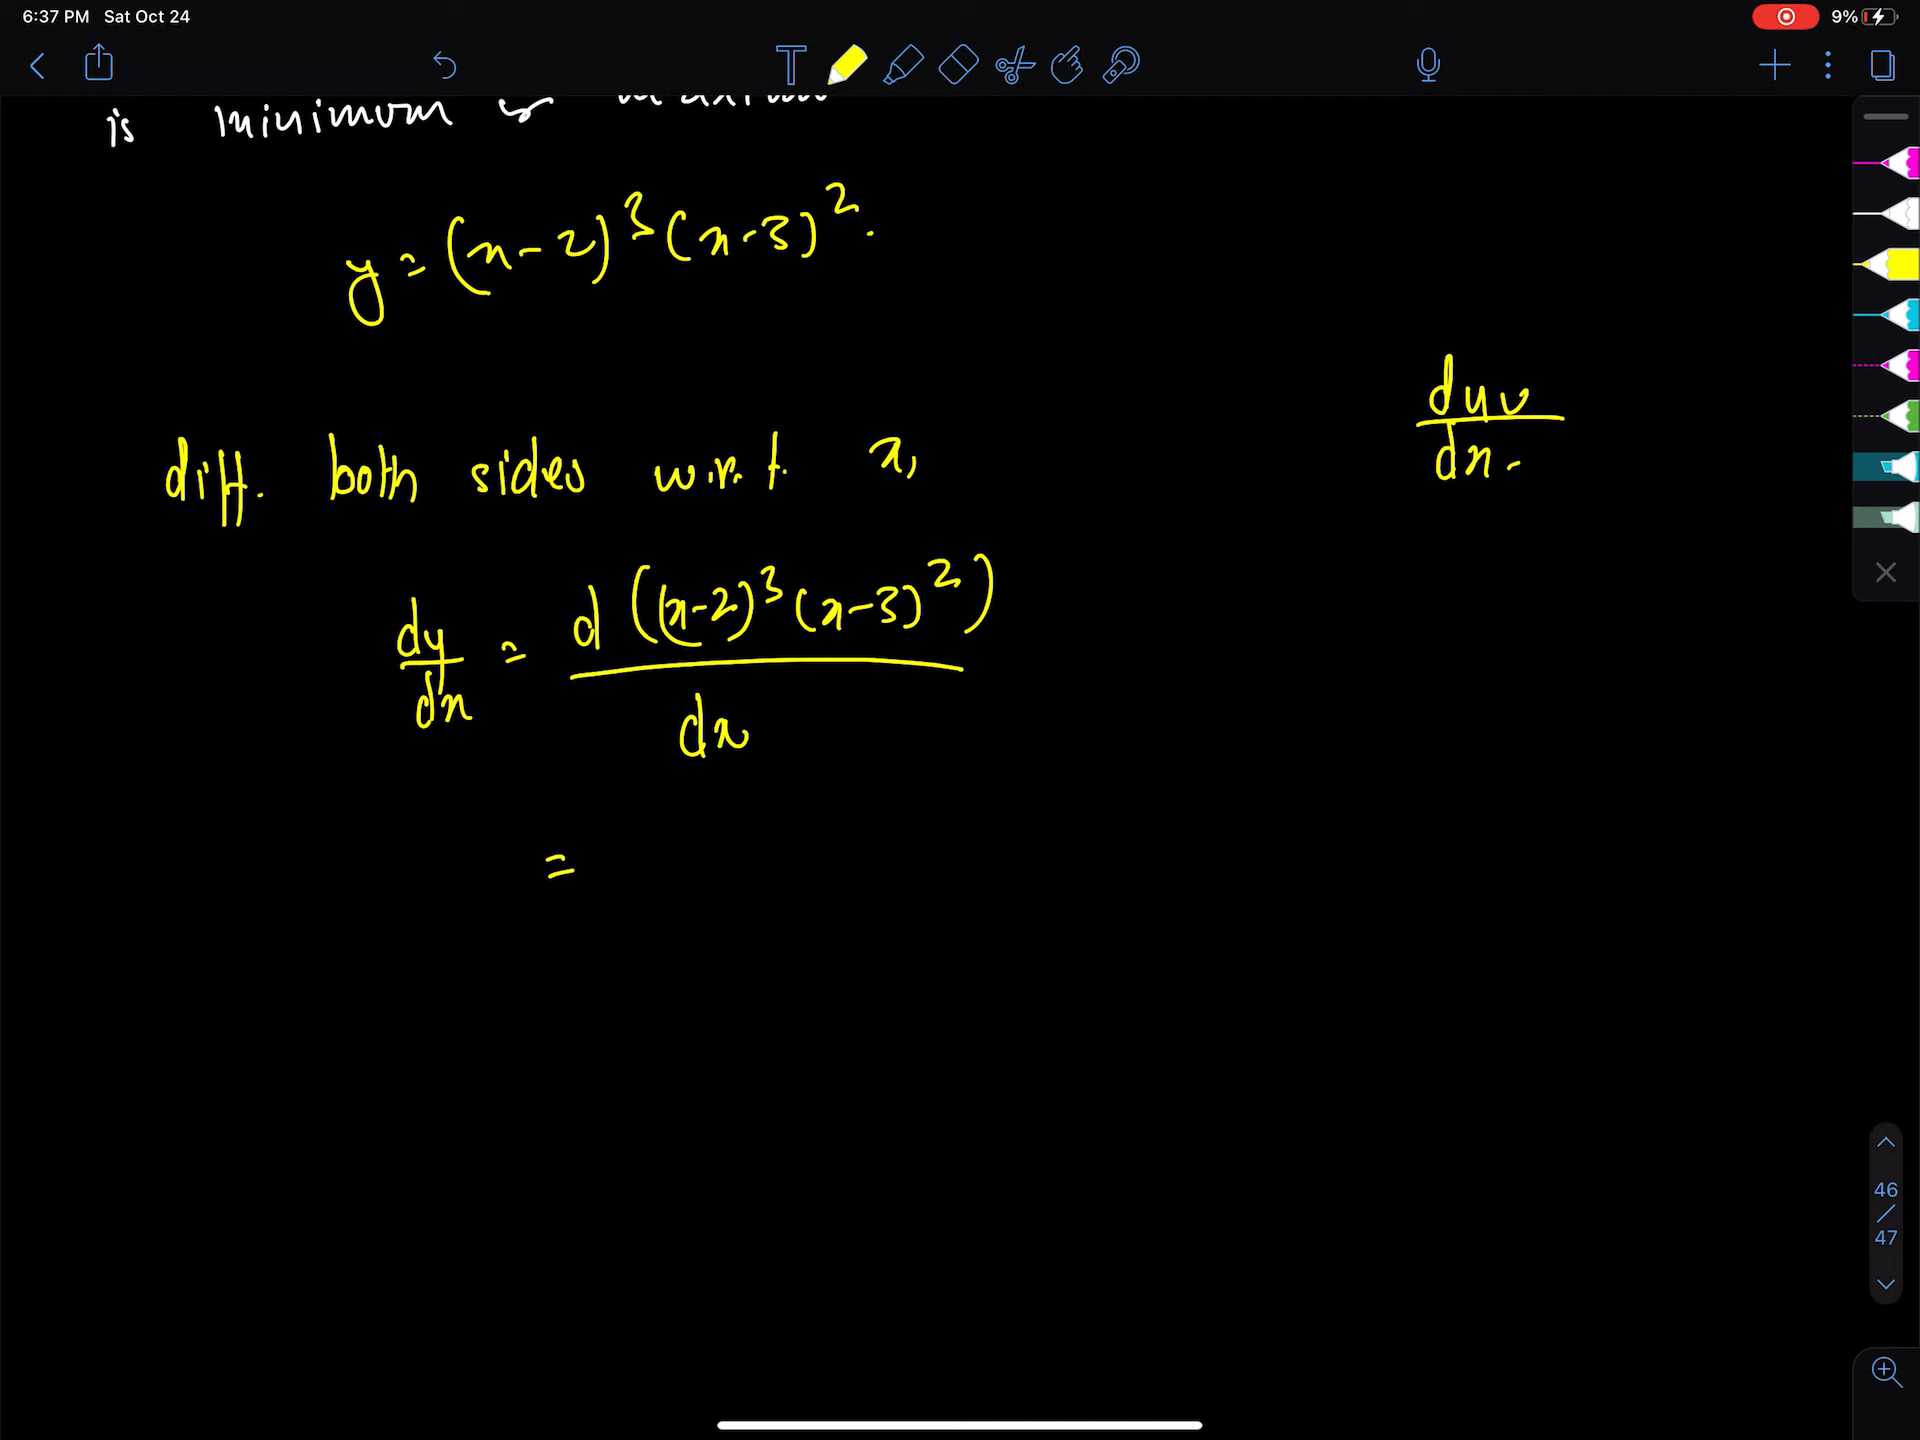 6:37 PM Sat Oct 24
9%
is minimum or
y = (x-2)³(x-3)².
duv
dx
diff. both sides w.r.t. x,
dy/dx = d((x-2)³(x-3)²)
dx
=
46
/
47